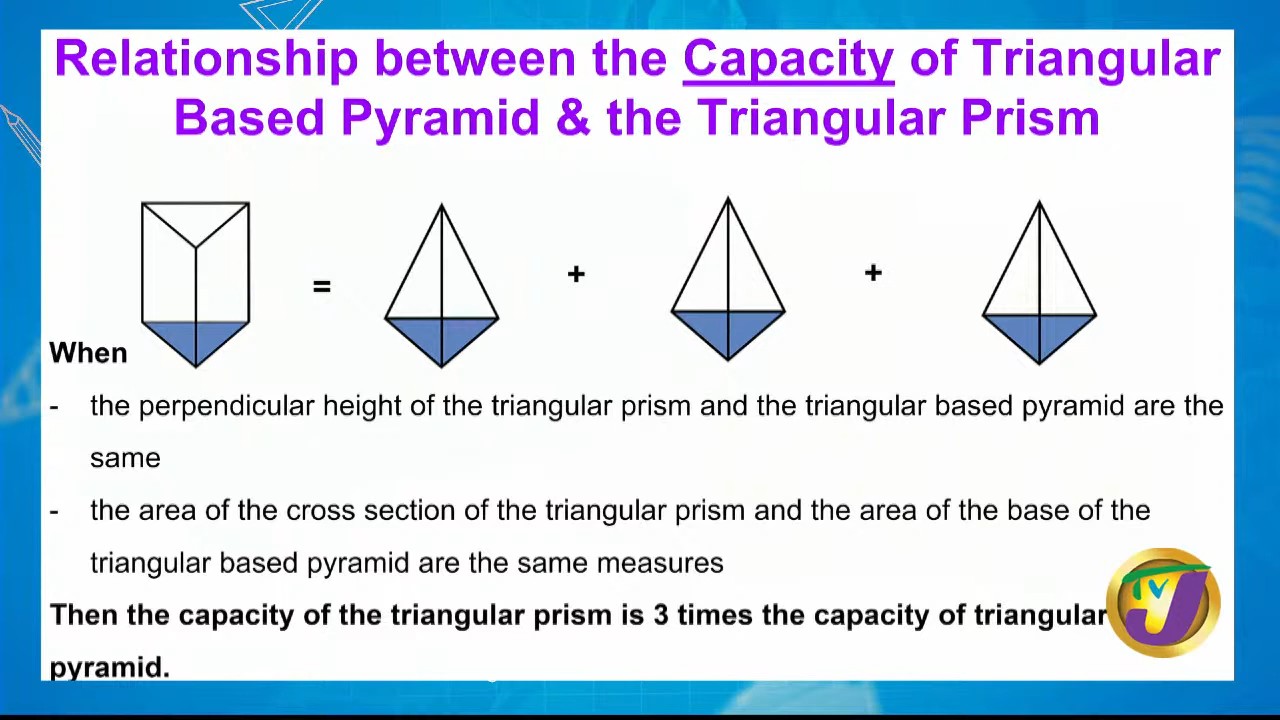 Relationship between the Capacity of Triangular
Based Pyramid & the Triangular Prism
= + +
When
- the perpendicular height of the triangular prism and the triangular based pyramid are the
same
- the area of the cross section of the triangular prism and the area of the base of the
triangular based pyramid are the same measures
Then the capacity of the triangular prism is 3 times the capacity of triangular
pyramid.
TVJ